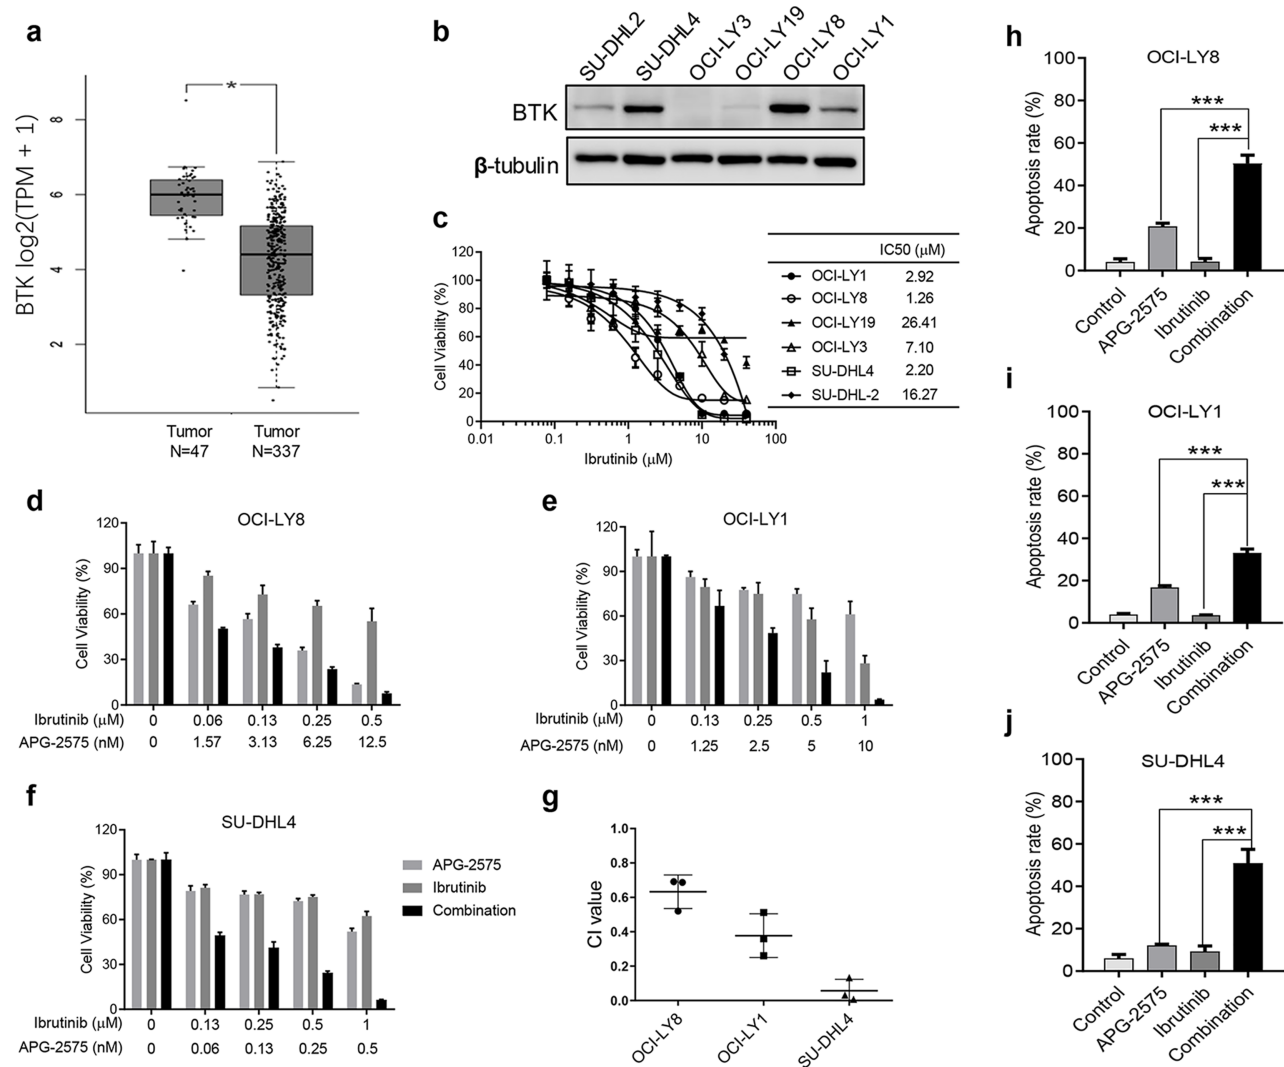 a
BTK log2(TPM + 1)
8
6
4
2
*
Tumor
N=47
Tumor
N=337
b
SU-DHL2
SU-DHL4
OCI-LY3
OCI-LY19
OCI-LY8
OCI-LY1
BTK
β-tubulin
c
Cell Viability (%)
120
100
80
60
40
20
0
0.01
0.1
1
10
100
Ibrutinib (μM)
IC50 (μM)
OCI-LY1 2.92
OCI-LY8 1.26
OCI-LY19 26.41
OCI-LY3 7.10
SU-DHL4 2.20
SU-DHL-2 16.27
d
OCI-LY8
Cell Viability (%)
120
90
60
30
0
Ibrutinib (μM) 0 0.06 0.13 0.25 0.5
APG-2575 (nM) 0 1.57 3.13 6.25 12.5
e
OCI-LY1
Cell Viability (%)
120
90
60
30
0
Ibrutinib (μM) 0 0.13 0.25 0.5 1
APG-2575 (nM) 0 1.25 2.5 5 10
f
SU-DHL4
Cell Viability (%)
120
90
60
30
0
Ibrutinib (μM) 0 0.13 0.25 0.5 1
APG-2575 (nM) 0 0.06 0.13 0.25 0.5
APG-2575
Ibrutinib
Combination
g
CI value
1.0
0.8
0.6
0.4
0.2
0.0
OCI-LY8
OCI-LY1
SU-DHL4
h
OCI-LY8
Apoptosis rate (%)
100
80
60
40
20
0
***
***
Control
APG-2575
Ibrutinib
Combination
i
OCI-LY1
Apoptosis rate (%)
100
80
60
40
20
0
***
***
Control
APG-2575
Ibrutinib
Combination
j
SU-DHL4
Apoptosis rate (%)
100
80
60
40
20
0
***
***
Control
APG-2575
Ibrutinib
Combination